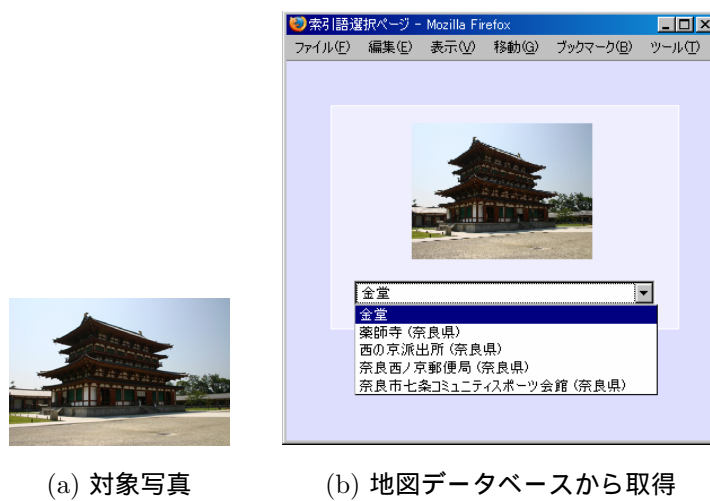 索引語選択ページ - Mozilla Firefox
ファイル(F) 編集(E) 表示(V) 移動(G) ブックマーク(B) ツール(T)
金堂
金堂
薬師寺 (奈良県)
西の京派出所 (奈良県)
奈良西ノ京郵便局 (奈良県)
奈良市七条コミュニティスポーツ会館 (奈良県)
(a) 対象写真
(b) 地図データベースから取得